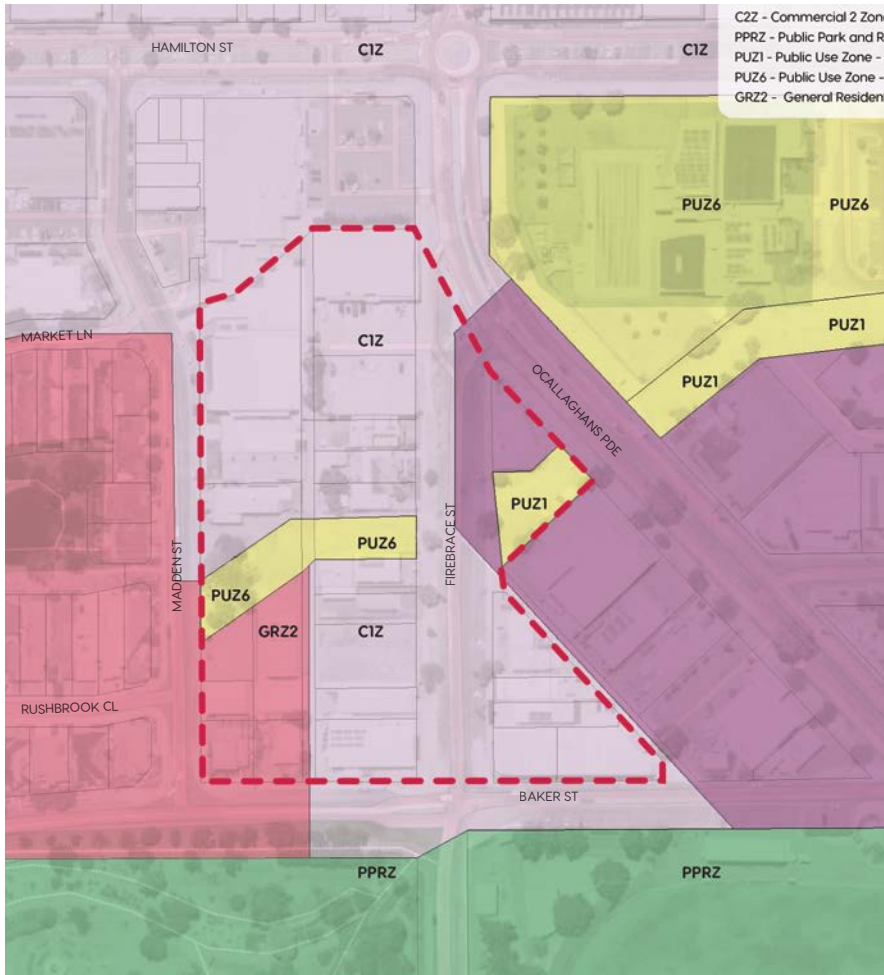 C2Z - Commercial 2 Zon
PPRZ - Public Park and R
PUZ1 - Public Use Zone -
PUZ6 - Public Use Zone -
GRZ2 - General Residen
HAMILTON ST
C1Z
C1Z
PUZ6
PUZ6
MARKET LN
C1Z
PUZ1
PUZ1
OCALLAGHANS PDE
PUZ1
FIREBRACE ST
PUZ6
MADDEN ST
PUZ6
GRZ2
C1Z
RUSHBROOK CL
BAKER ST
PPRZ
PPRZ